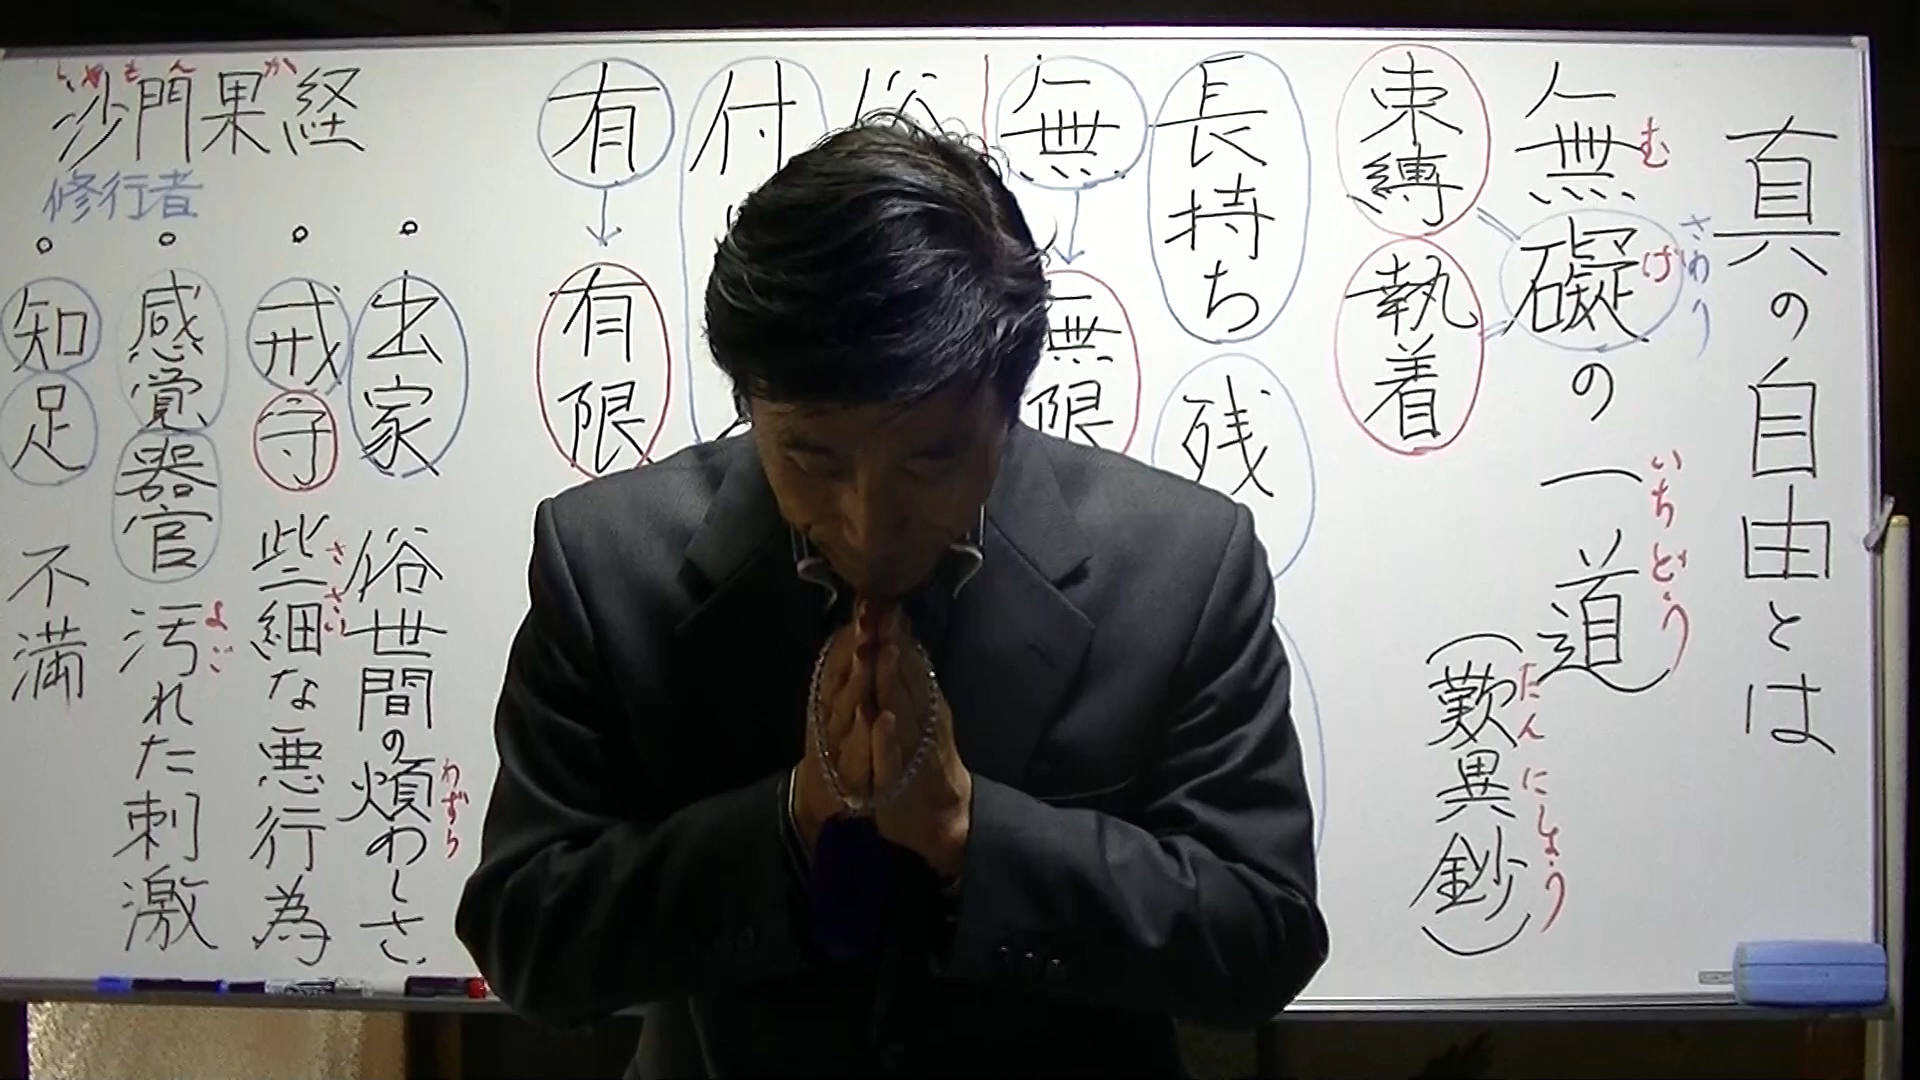 真の自由とは
無礙の一道
むげ
さわり
いちどう
(歎異鈔)
たんにしょう
束縛 執着
長持ち 残
無 無限
俗
付
有 有限
沙門果経
しゃもんか
修行者
出家 俗世間の煩わしさ
わずら
戒守 些細な悪行為
ささい
感覚器官 汚れた刺激
よご
知足 不満